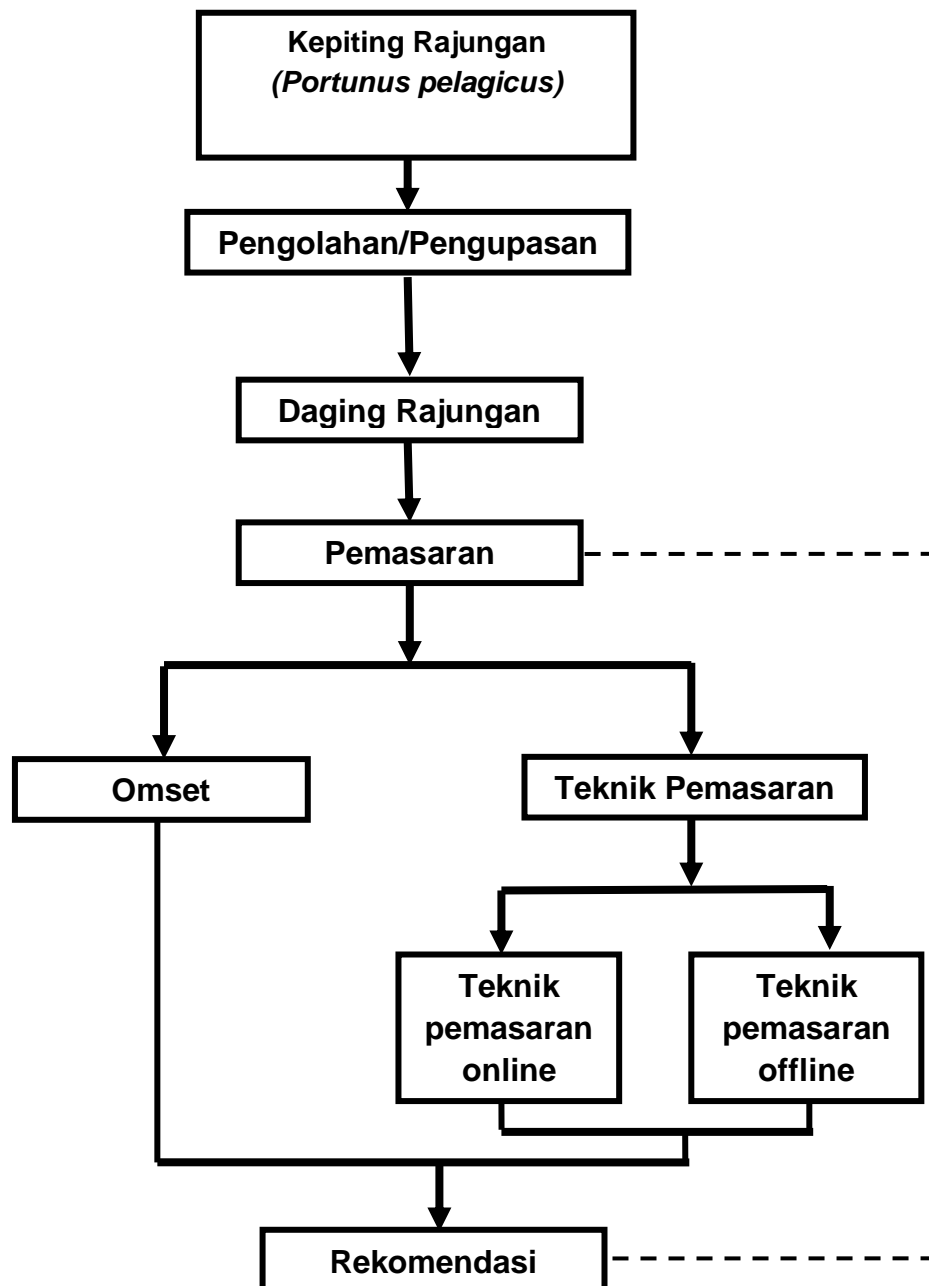 Kepiting Rajungan
(Portunus pelagicus)
Pengolahan/Pengupasan
Daging Rajungan
Pemasaran
Omset
Teknik Pemasaran
Teknik
pemasaran
online
Teknik
pemasaran
offline
Rekomendasi